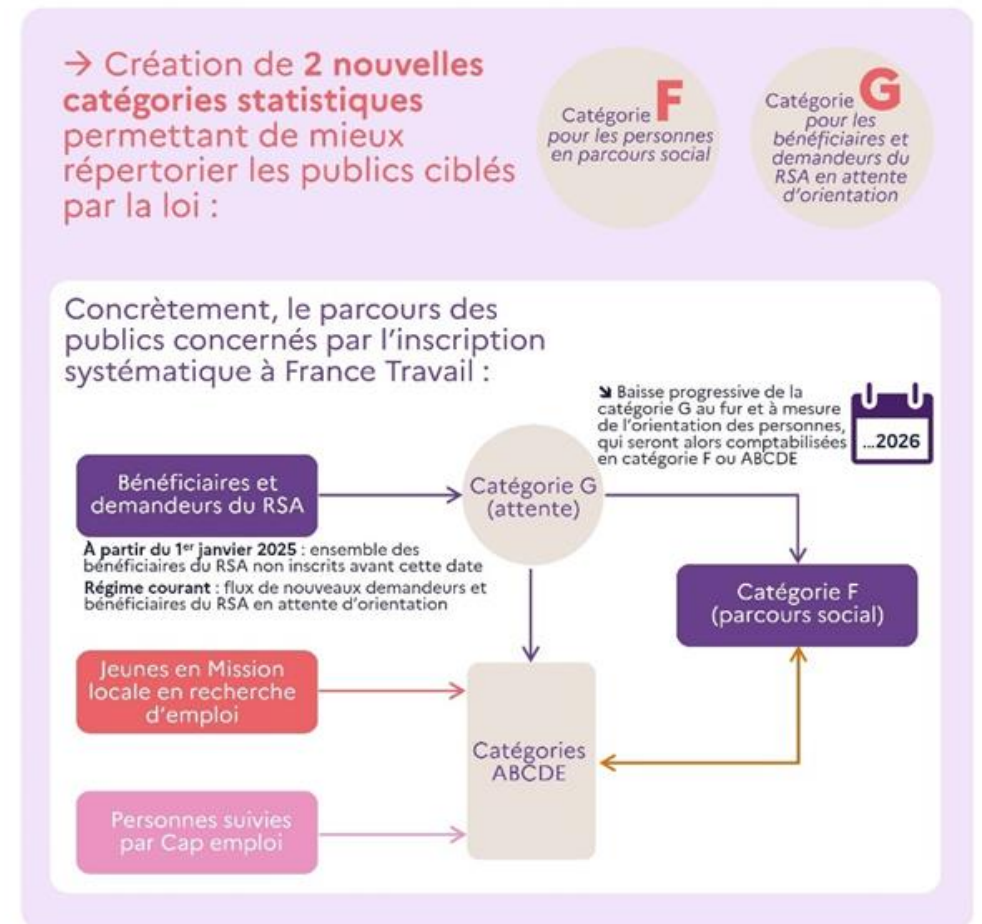 → Création de 2 nouvelles
catégories statistiques
permettant de mieux
répertorier les publics ciblés
par la loi :
Catégorie F
pour les personnes
en parcours social
Catégorie G
pour les
bénéficiaires et
demandeurs du
RSA en attente
d'orientation
Concrètement, le parcours des
publics concernés par l'inscription
systématique à France Travail :
↘ Baisse progressive de la
catégorie G au fur et à mesure
de l'orientation des personnes,
qui seront alors comptabilisées
en catégorie F ou ABCDE
...2026
Bénéficiaires et
demandeurs du RSA
Catégorie G
(attente)
À partir du 1er janvier 2025 : ensemble des
bénéficiaires du RSA non inscrits avant cette date
Régime courant : flux de nouveaux demandeurs et
bénéficiaires du RSA en attente d'orientation
Catégorie F
(parcours social)
Jeunes en Mission
locale en recherche
d'emploi
Catégories
ABCDE
Personnes suivies
par Cap emploi